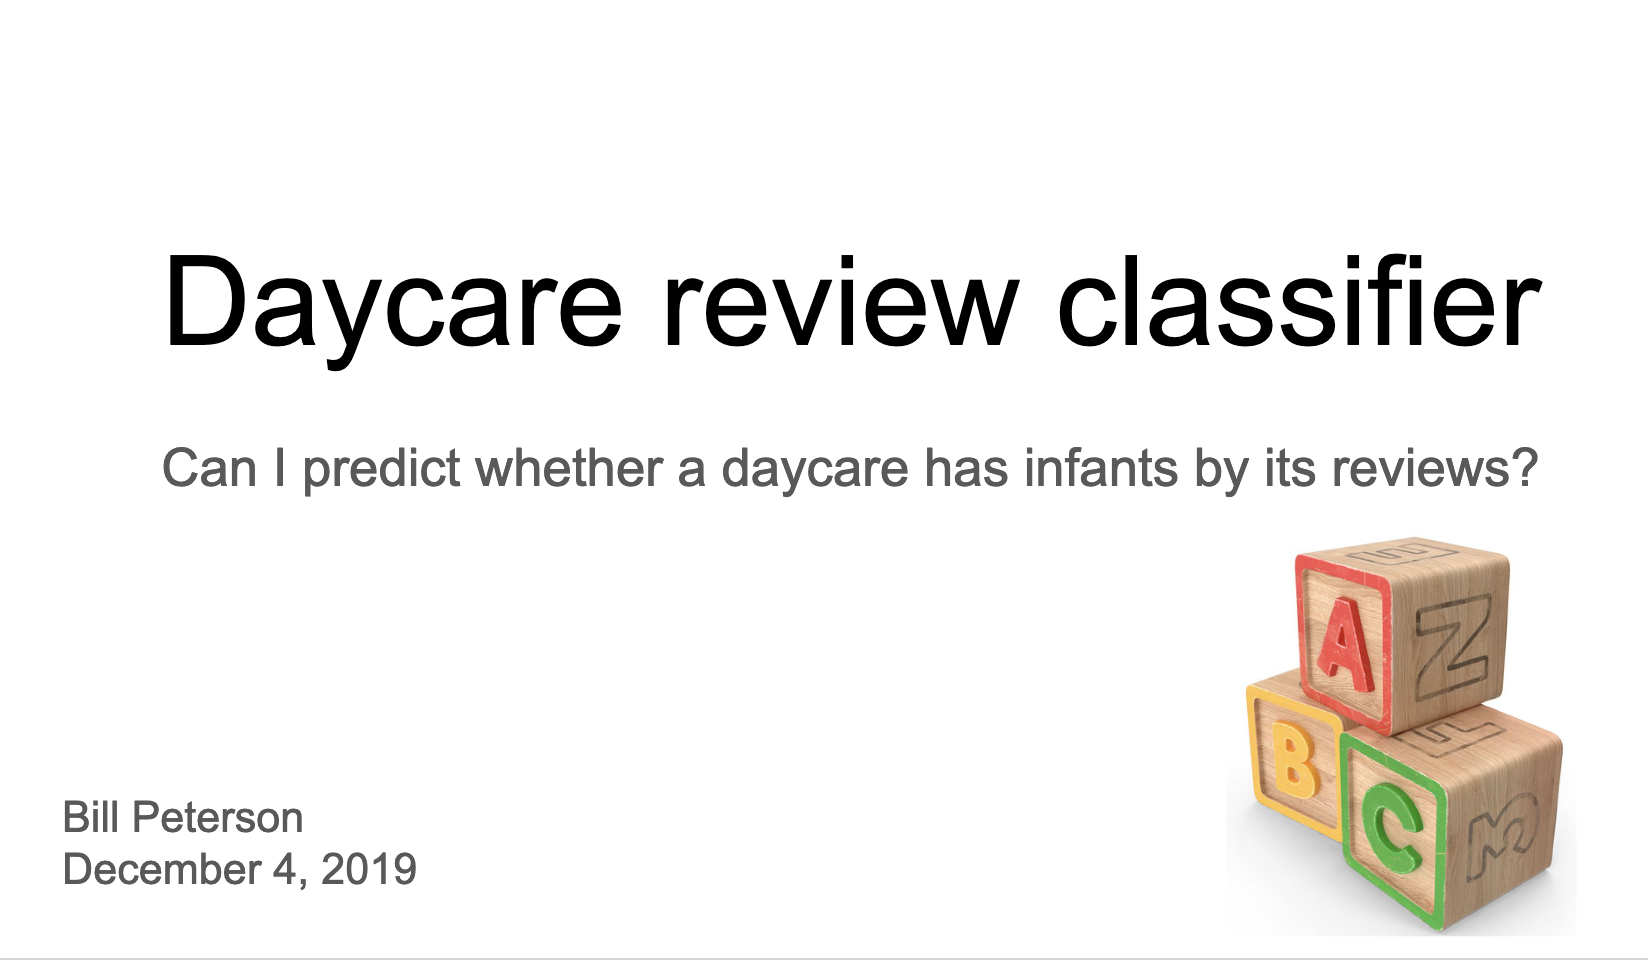 Daycare review classifier
Can I predict whether a daycare has infants by its reviews?
A
Z
B
C
Bill Peterson
December 4, 2019